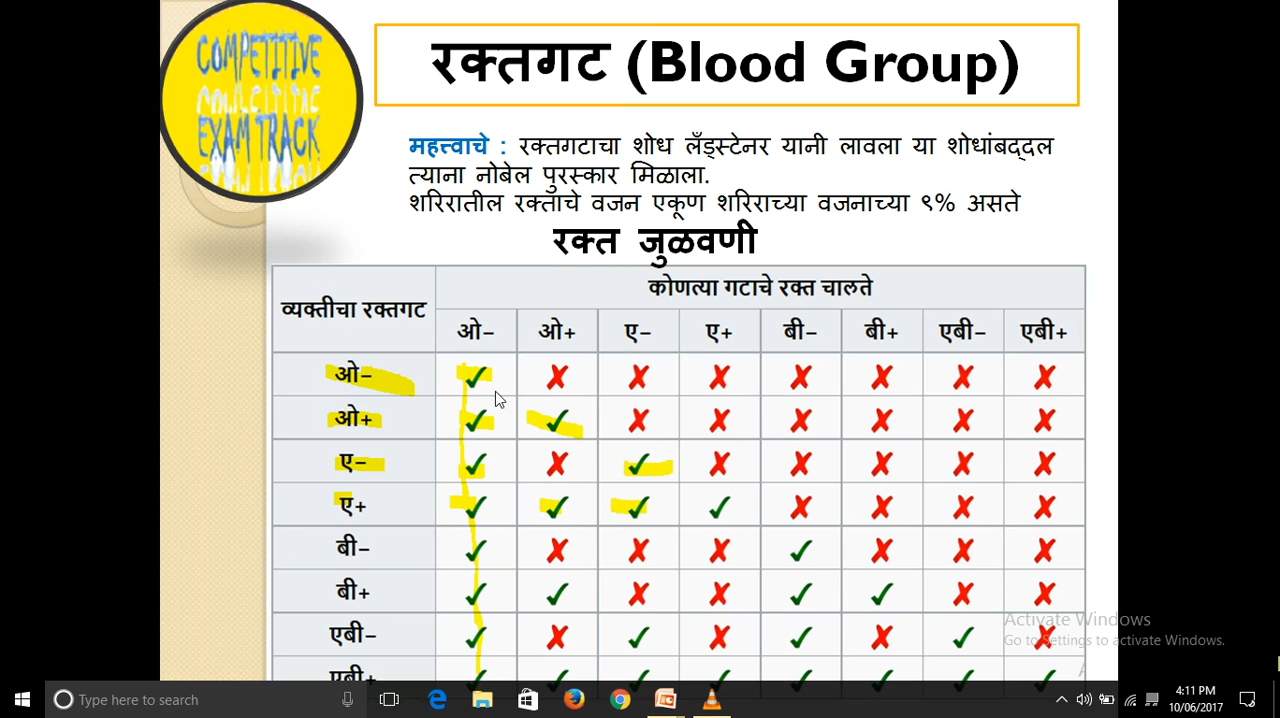 COMPETITIVE
EXAM TRACK
रक्तगट (Blood Group)
महत्त्वाचे : रक्तगटाचा शोध लँड्स्टेनर यानी लावला या शोधांबद्दल
त्याना नोबेल पुरस्कार मिळाला.
शरिरातील रक्ताचे वजन एकूण शरिराच्या वजनाच्या ९% असते
रक्त जुळवणी
व्यक्तीचा रक्तगट कोणत्या गटाचे रक्त चालते
ओ– ओ+ ए– ए+ बी– बी+ एबी– एबी+
ओ– ✓ ✗ ✗ ✗ ✗ ✗ ✗ ✗
ओ+ ✓ ✓ ✗ ✗ ✗ ✗ ✗ ✗
ए– ✓ ✗ ✓ ✗ ✗ ✗ ✗ ✗
ए+ ✓ ✓ ✓ ✓ ✗ ✗ ✗ ✗
बी– ✓ ✗ ✗ ✗ ✓ ✗ ✗ ✗
बी+ ✓ ✓ ✗ ✗ ✓ ✓ ✗ ✗
एबी– ✓ ✗ ✓ ✗ ✓ ✗ ✓ ✗
एबी+ ✓ ✓ ✓ ✓ ✓ ✓ ✓ ✓
Activate Windows
Go to Settings to activate Windows.
Type here to search
4:11 PM
10/06/2017